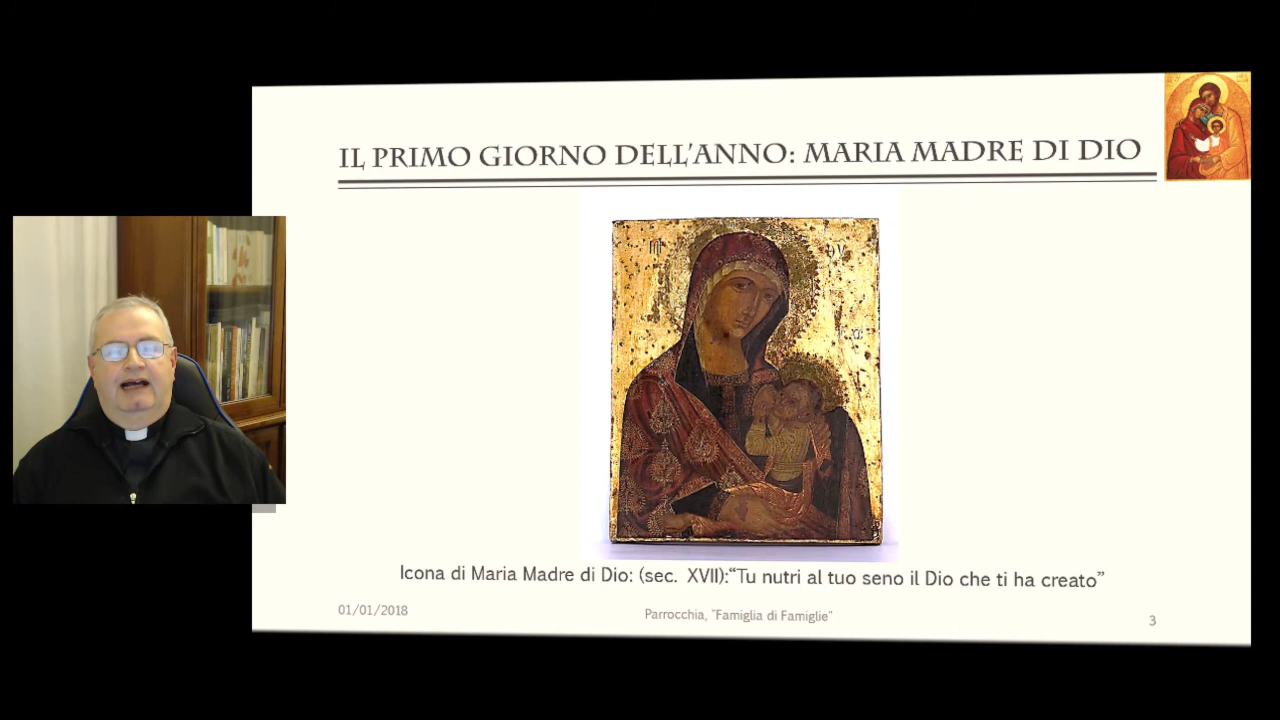 IL PRIMO GIORNO DELL'ANNO: MARIA MADRE DI DIO
Icona di Maria Madre di Dio: (sec. XVII):“Tu nutri al tuo seno il Dio che ti ha creato”
01/01/2018
Parrocchia, "Famiglia di Famiglie"
3